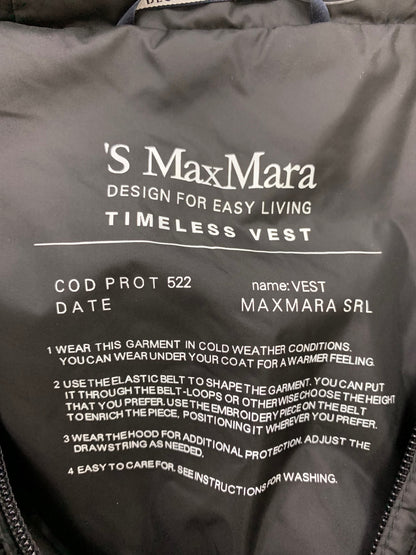 'S MaxMara
DESIGN FOR EASY LIVING
TIMELESS VEST
COD PROT 522 name: VEST
DATE MAXMARA SRL
1 WEAR THIS GARMENT IN COLD WEATHER CONDITIONS.
YOU CAN WEAR UNDER YOUR COAT FOR A WARMER FEELING.
2 USE THE ELASTIC BELT TO SHAPE THE GARMENT. YOU CAN PUT
IT THROUGH THE BELT-LOOPS OR OTHERWISE CHOOSE THE HEIGHT
THAT YOU PREFER. USE THE EMBROIDERY PIECE ON THE BELT
TO ENRICH THE PIECE, POSITIONING IT WHEREVER YOU PREFER.
3 WEAR THE HOOD FOR ADDITIONAL PROTECTION. ADJUST THE
DRAWSTRING AS NEEDED.
4 EASY TO CARE FOR. SEE INSTRUCTIONS FOR WASHING.